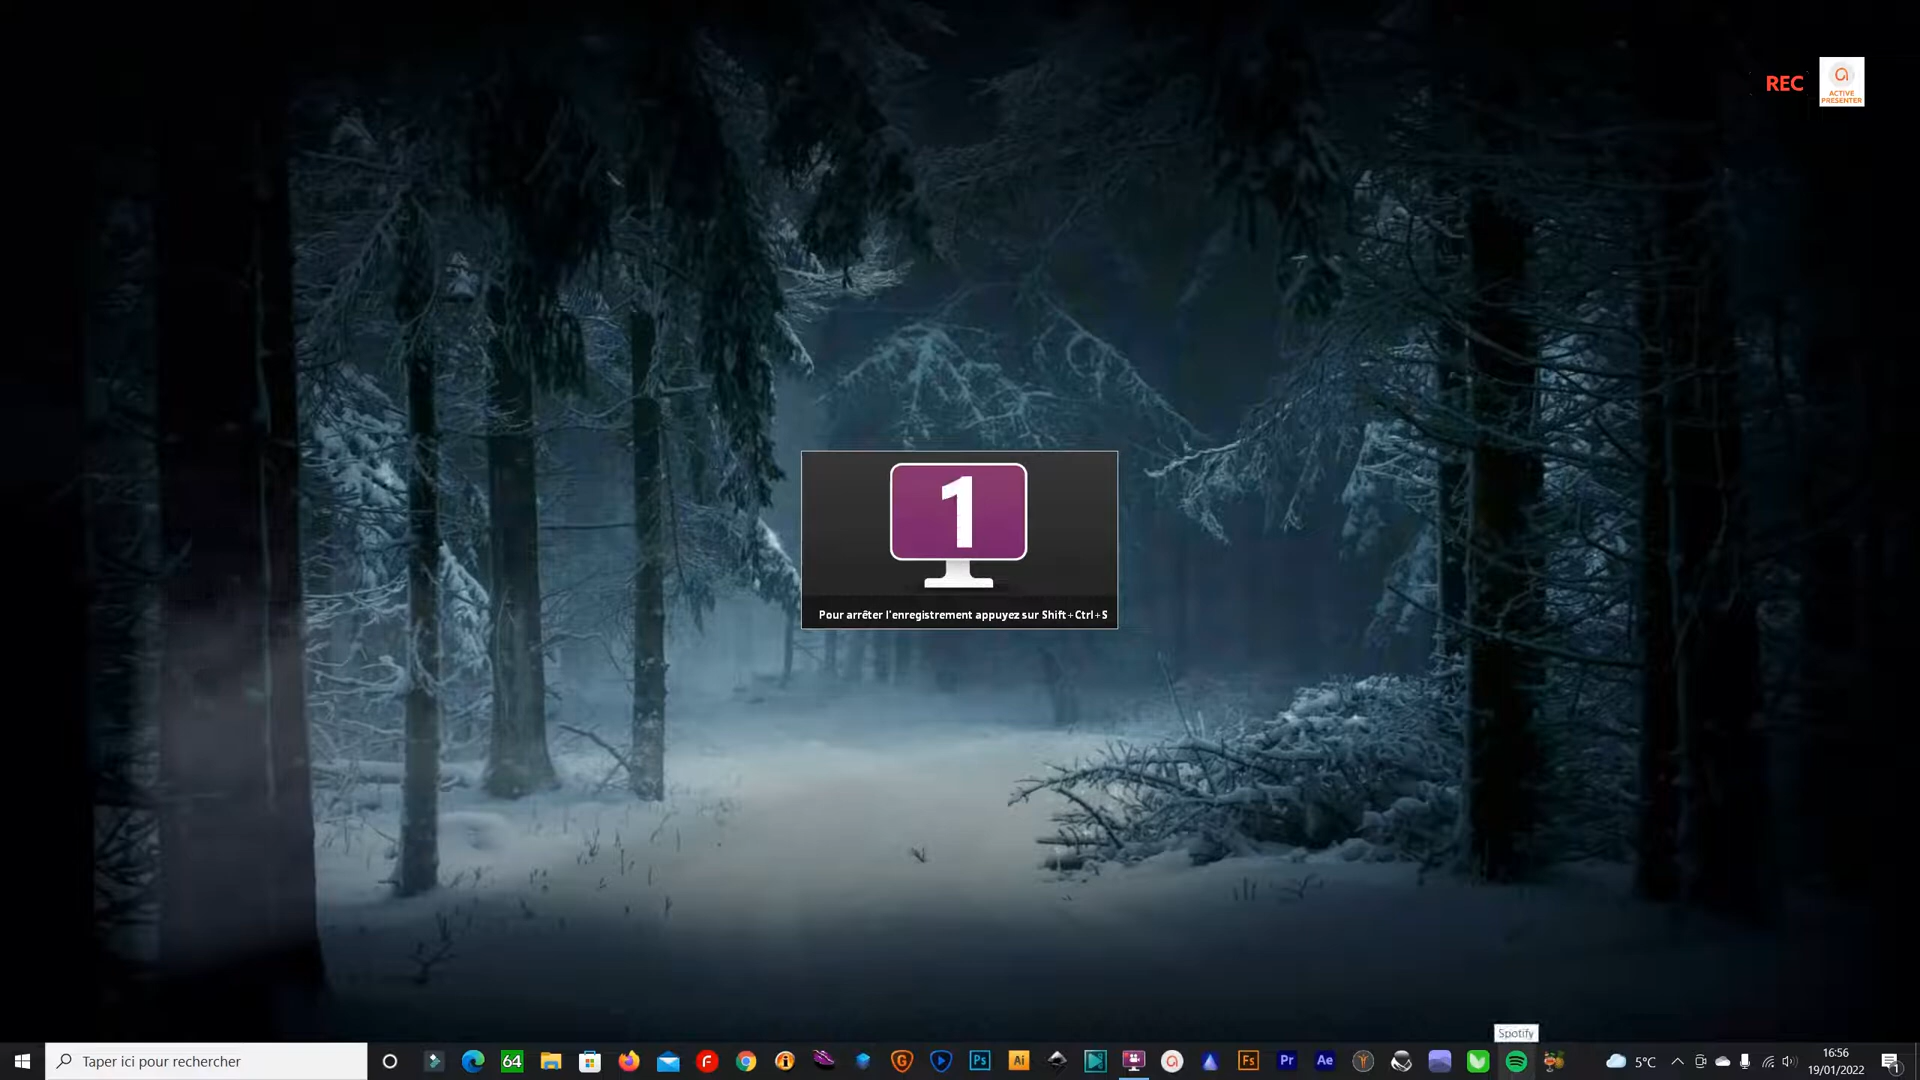 REC
ACTIVE
PRESENTER
1
Pour arrêter l'enregistrement appuyez sur Shift+Ctrl+S
Spotify
Taper ici pour rechercher
64
Ps
Ai
Fs
Pr
Ae
5°C
16:56
19/01/2022
1